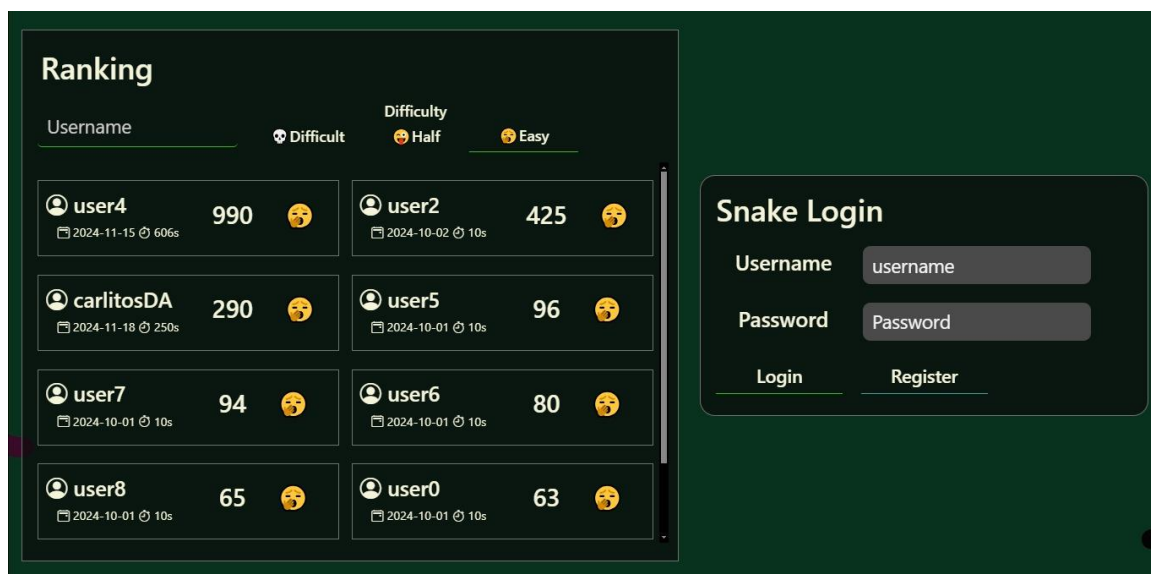 Ranking
Username
Difficulty
💀 Difficult 😜 Half 🥱 Easy
user4 990 🥱
2024-11-15 606s
user2 425 🥱
2024-10-02 10s
carlitosDA 290 🥱
2024-11-18 250s
user5 96 🥱
2024-10-01 10s
user7 94 🥱
2024-10-01 10s
user6 80 🥱
2024-10-01 10s
user8 65 🥱
2024-10-01 10s
user0 63 🥱
2024-10-01 10s
Snake Login
Username username
Password Password
Login Register